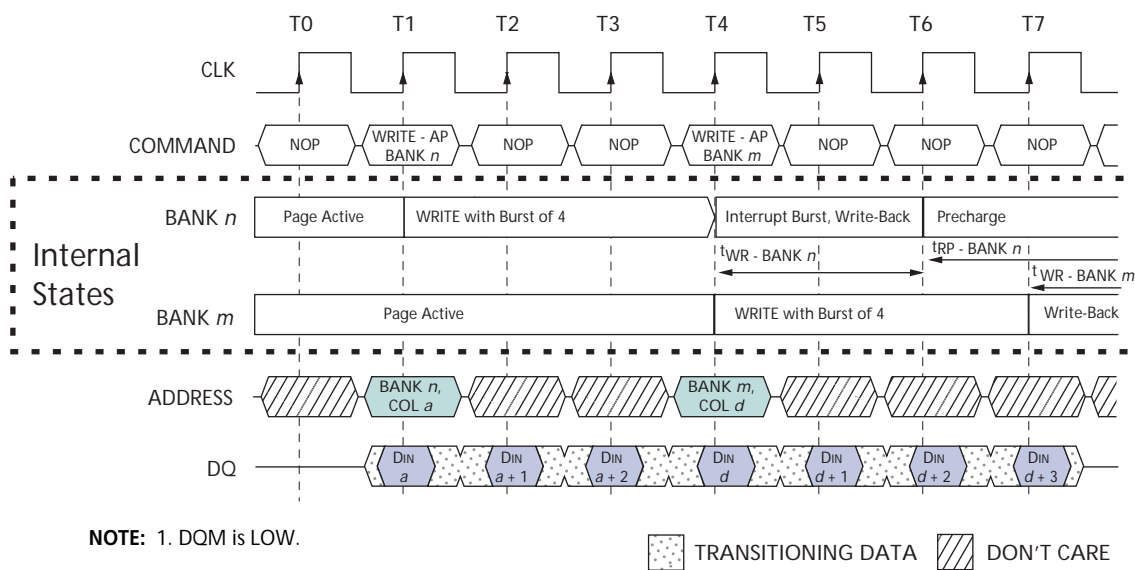 T0 T1 T2 T3 T4 T5 T6 T7
CLK
COMMAND NOP WRITE - AP BANK n NOP NOP WRITE - AP BANK m NOP NOP NOP
BANK n Page Active WRITE with Burst of 4 Interrupt Burst, Write-Back Precharge
Internal States
tWR - BANK n tRP - BANK n
t WR - BANK m
BANK m Page Active WRITE with Burst of 4 Write-Back
ADDRESS BANK n, COL a BANK m, COL d
DQ DIN a DIN a + 1 DIN a + 2 DIN d DIN d + 1 DIN d + 2 DIN d + 3
NOTE: 1. DQM is LOW.
TRANSITIONING DATA DON'T CARE